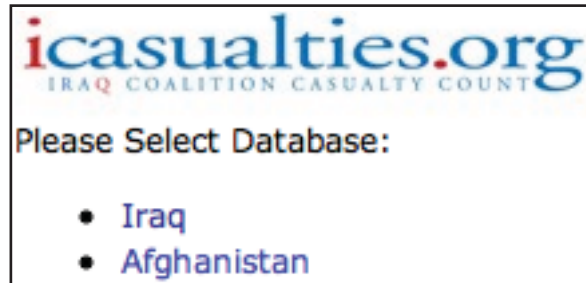 icasualties.org
IRAQ COALITION CASUALTY COUNT
Please Select Database:
• Iraq
• Afghanistan